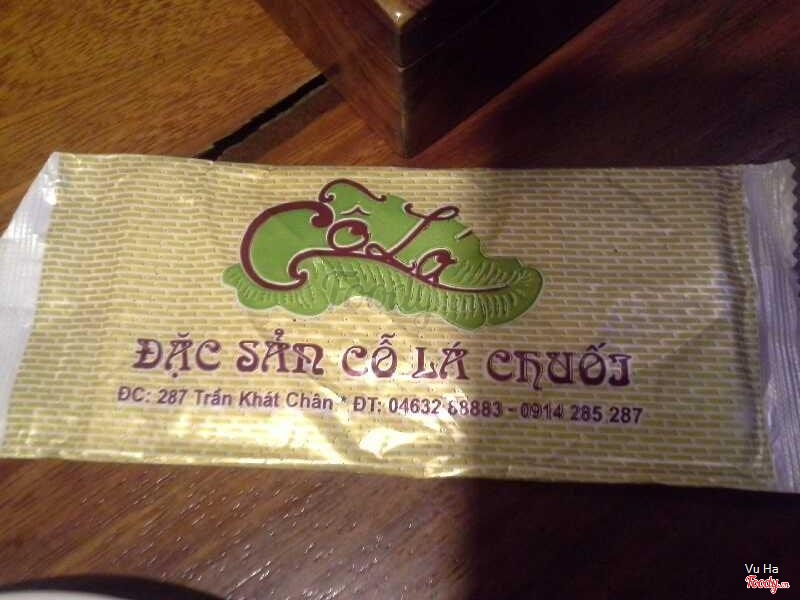 Cỗ Lá
ĐẶC SẢN CỖ LÁ CHUỐI
ĐC: 287 Trần Khát Chân * ĐT: 04632 88883 - 0914 285 287
Vu Ha
Foody.vn